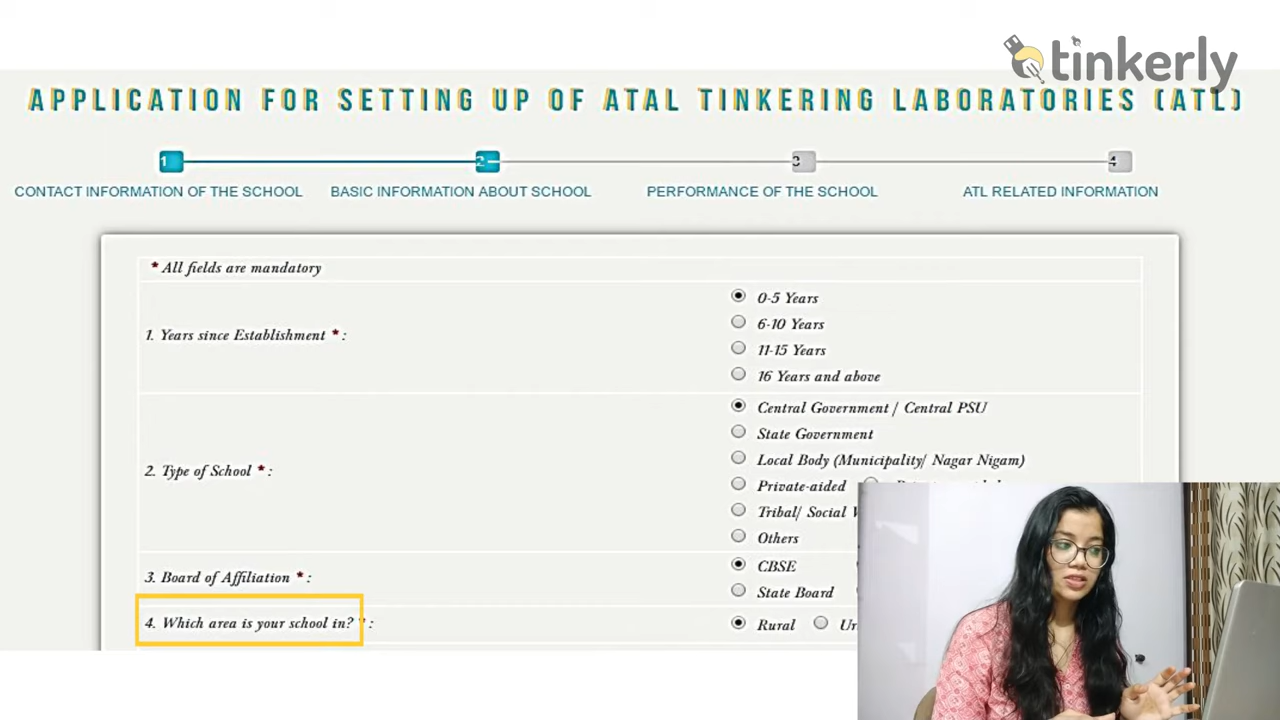 tinkerly
APPLICATION FOR SETTING UP OF ATAL TINKERING LABORATORIES (ATL)
1 2 3 4
CONTACT INFORMATION OF THE SCHOOL BASIC INFORMATION ABOUT SCHOOL PERFORMANCE OF THE SCHOOL ATL RELATED INFORMATION
* All fields are mandatory
1. Years since Establishment * :
0-5 Years
6-10 Years
11-15 Years
16 Years and above
2. Type of School * :
Central Government / Central PSU
State Government
Local Body (Municipality/ Nagar Nigam)
Private-aided
Tribal/ Social
Others
3. Board of Affiliation * :
CBSE
State Board
4. Which area is your school in? * :
Rural